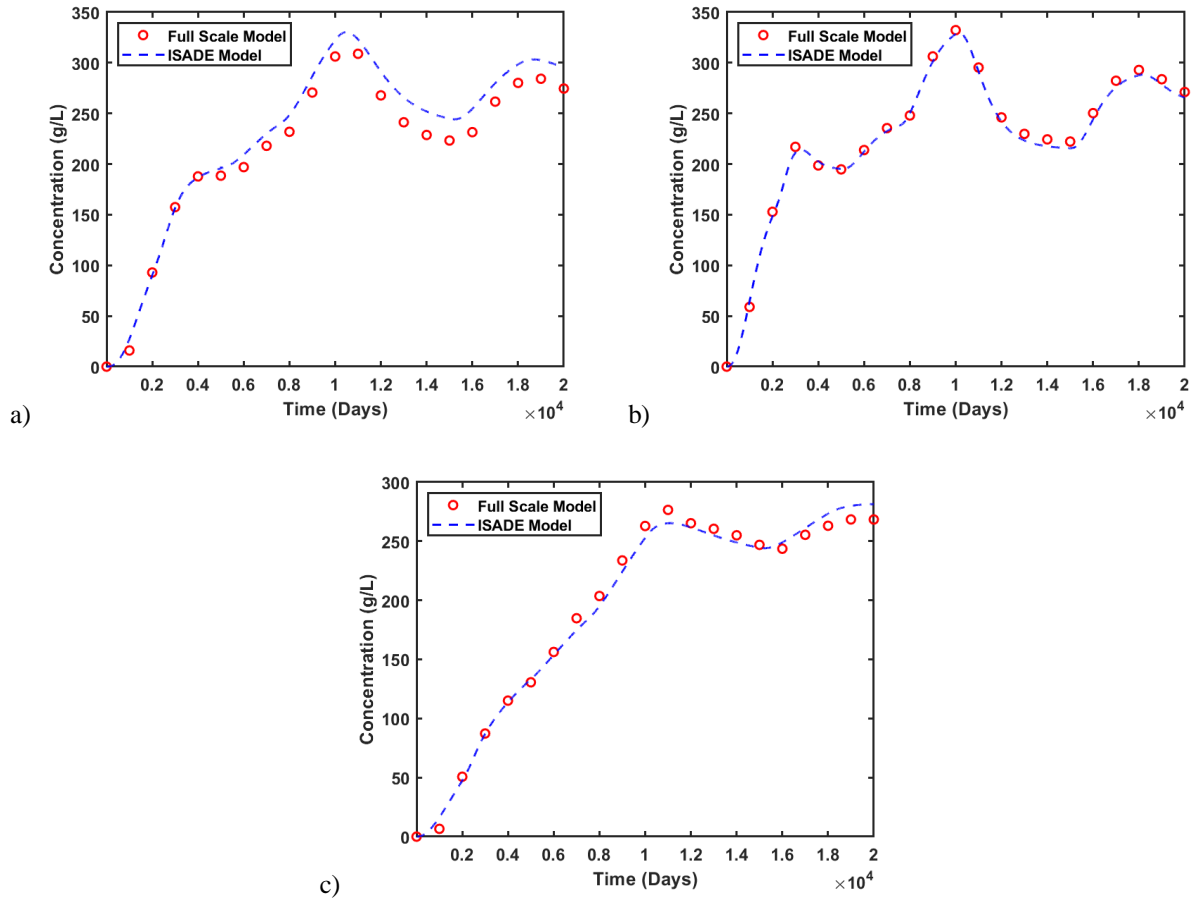 350
300
250
200
150
100
50
0
Concentration (g/L)
Full Scale Model
ISADE Model
0.2 0.4 0.6 0.8 1 1.2 1.4 1.6 1.8 2
Time (Days)
×10^4
a)
350
300
250
200
150
100
50
0
Concentration (g/L)
Full Scale Model
ISADE Model
0.2 0.4 0.6 0.8 1 1.2 1.4 1.6 1.8 2
Time (Days)
×10^4
b)
300
250
200
150
100
50
0
Concentration (g/L)
Full Scale Model
ISADE Model
0.2 0.4 0.6 0.8 1 1.2 1.4 1.6 1.8 2
Time (Days)
×10^4
c)